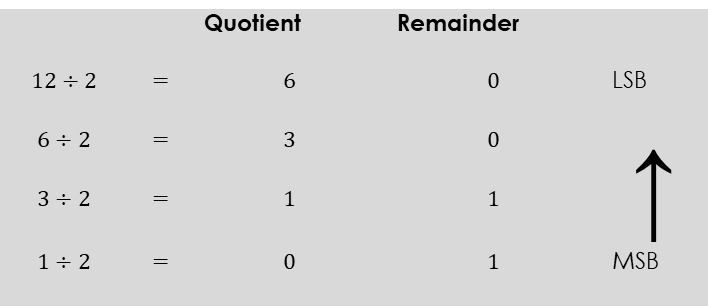 Quotient Remainder
12 ÷ 2 = 6 0 LSB
6 ÷ 2 = 3 0
3 ÷ 2 = 1 1
1 ÷ 2 = 0 1 MSB